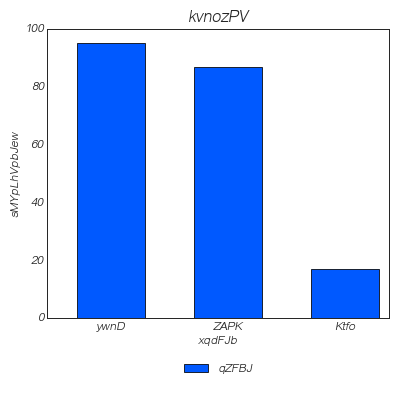 kvnozPV
100
80
60
40
20
0
sMYpLhVpbJew
ywnD ZAPK Ktfo
xqdFJb
qZFBJ